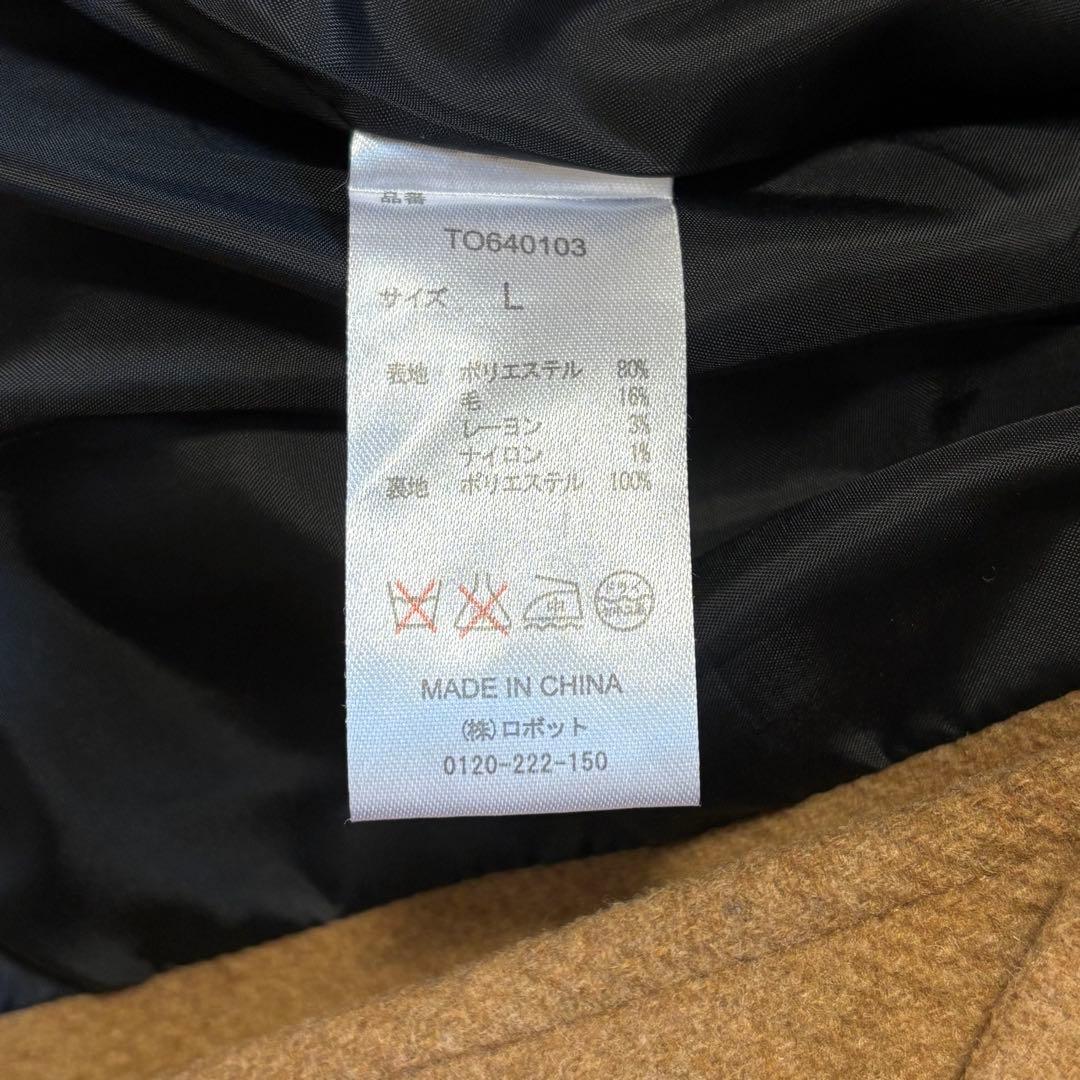 品番
TO640103
サイズ L
表地 ポリエステル 80%
毛 16%
レーヨン 3%
ナイロン 1%
裏地 ポリエステル 100%
中
MADE IN CHINA
(株)ロボット
0120-222-150